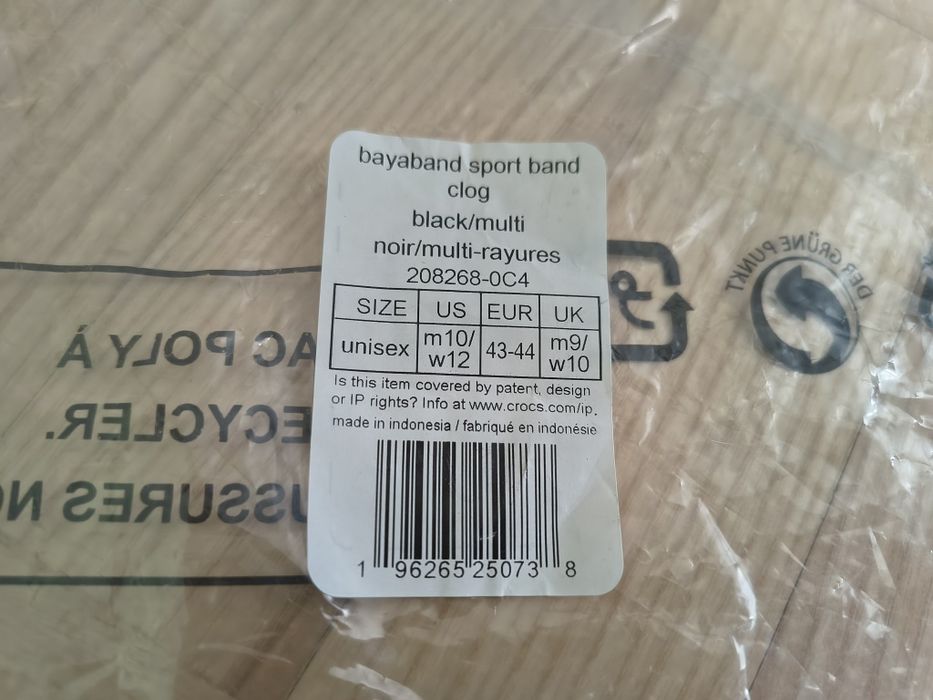 bayaband sport band
clog
black/multi
noir/multi-rayures
208268-0C4
SIZE US EUR UK
unisex m10/ w12 43-44 m9/ w10
Is this item covered by patent, design
or IP rights? Info at www.crocs.com/ip.
made in indonesia / fabriqué en indonésie
1 96265 25073 8
DER GRÜNE PUNKT
AC POLY À
ECYCLER.
USSURES NO